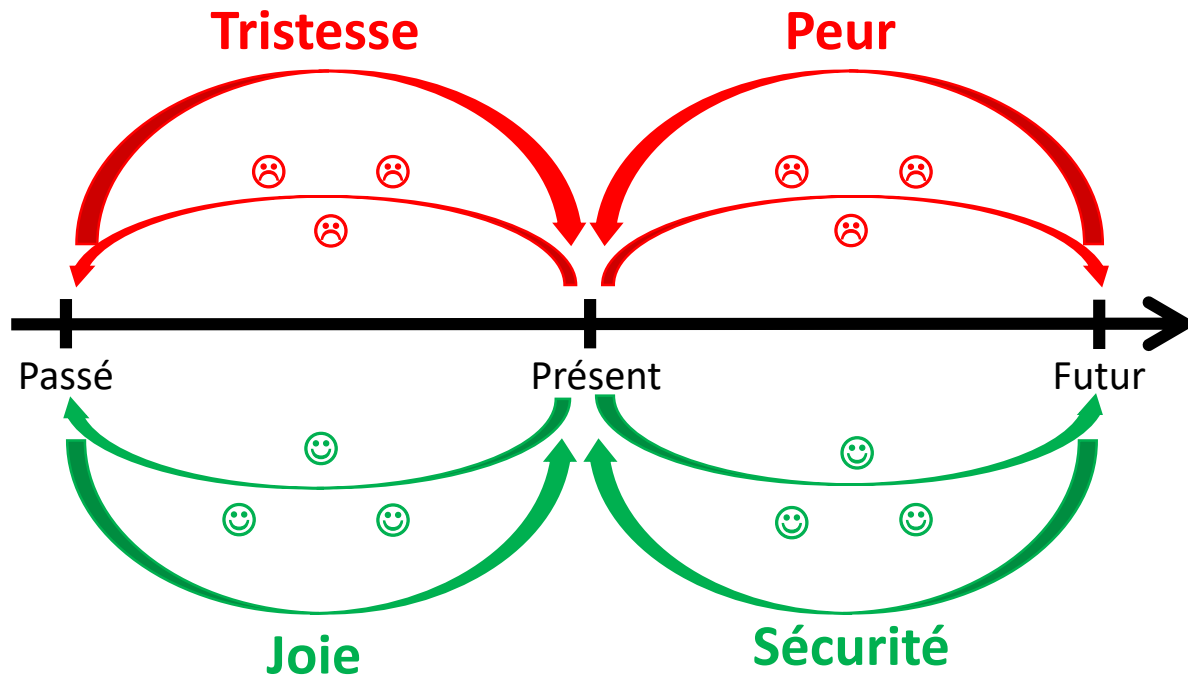 Tristesse
Peur
Passé
Présent
Futur
Joie
Sécurité